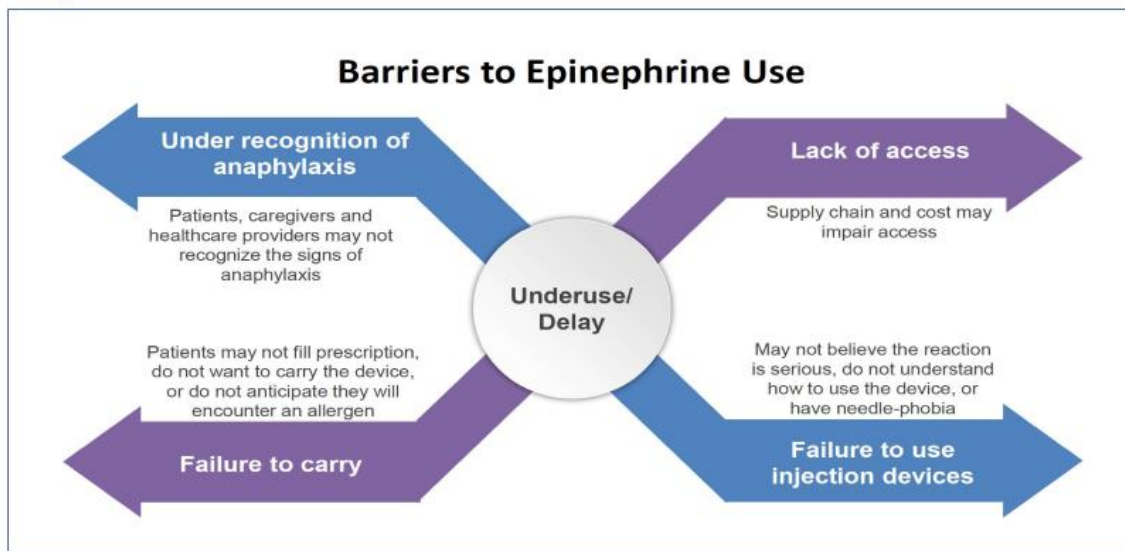 Barriers to Epinephrine Use
Under recognition of
anaphylaxis
Patients, caregivers and
healthcare providers may not
recognize the signs of
anaphylaxis
Lack of access
Supply chain and cost may
impair access
Underuse/
Delay
Patients may not fill prescription,
do not want to carry the device,
or do not anticipate they will
encounter an allergen
Failure to carry
May not believe the reaction
is serious, do not understand
how to use the device, or
have needle-phobia
Failure to use
injection devices